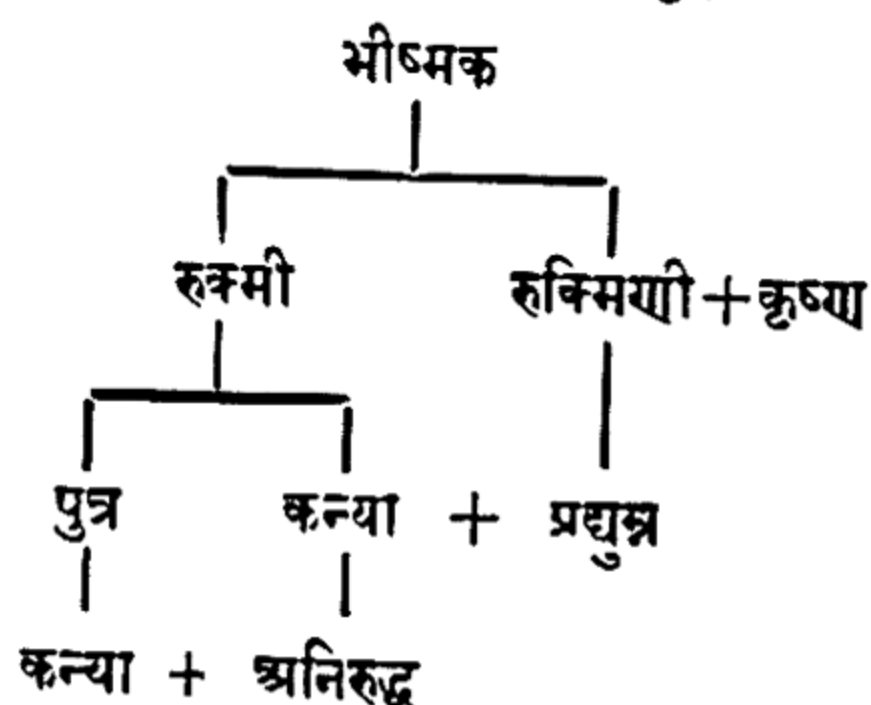 भीष्मक
रुक्मी रुक्मिणी + कृष्ण
पुत्र कन्या + प्रद्युम्न
कन्या + अनिरुद्ध